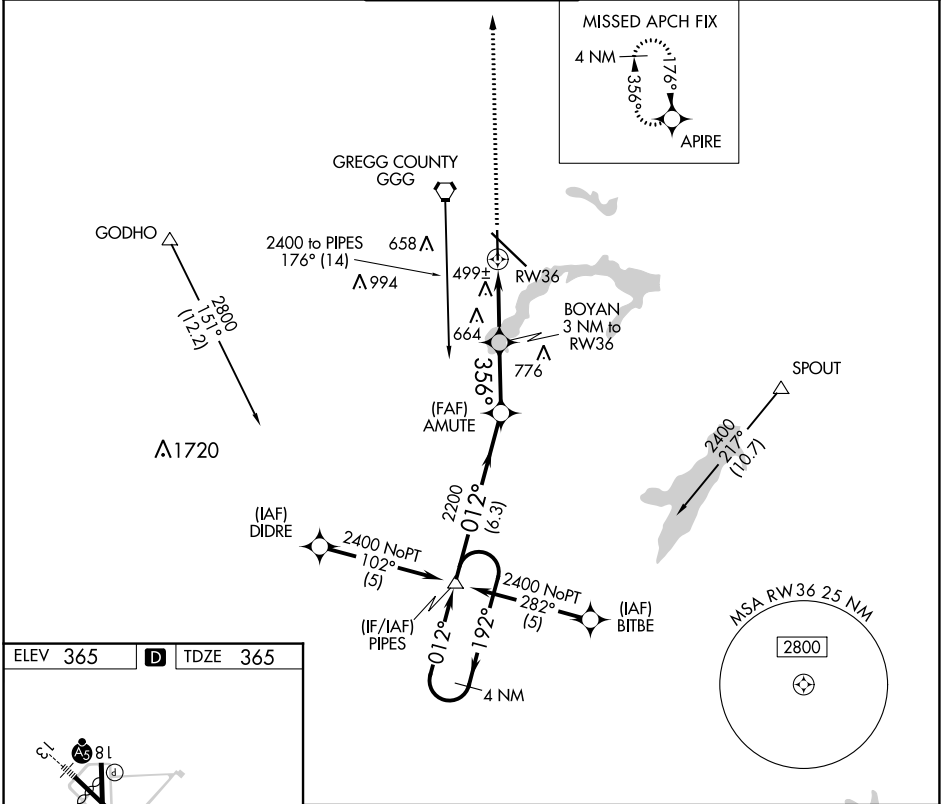 MISSED APCH FIX
4 NM
176°
356°
APIRE
GREGG COUNTY
GGG
GODHO
2400 to PIPES
176° (14)
658
994
499±
RW36
2800
151°
(12.2)
664
BOYAN
3 NM to
RW36
776
356°
SPOUT
(FAF)
AMUTE
2400
217°
(10.7)
1720
2200
012°
(6.3)
(IAF)
DIDRE
2400 NoPT
102°
(5)
2400 NoPT
282°
(5)
(IAF)
BITBE
(IF/IAF)
PIPES
012°
192°
4 NM
MSA RW36 25 NM
2800
ELEV 365
D
TDZE 365
13
A5
18
P